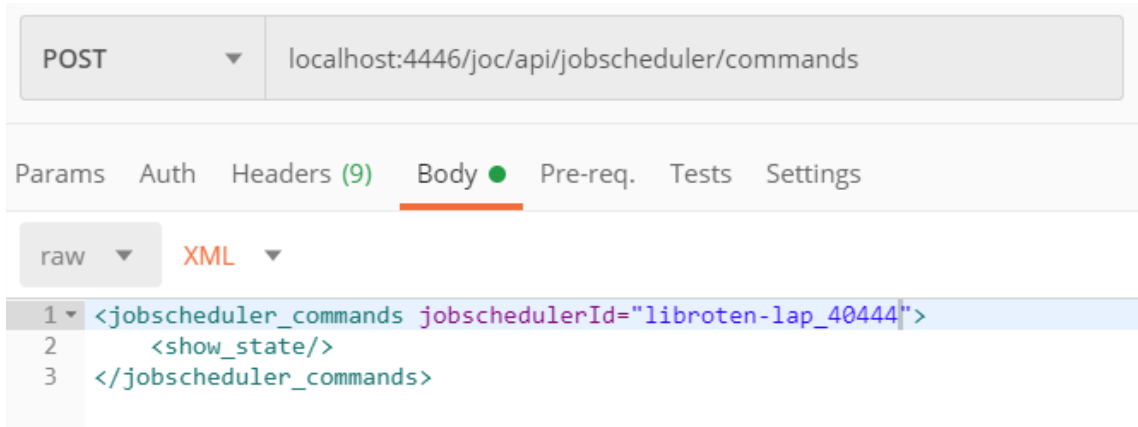 POST localhost:4446/joc/api/jobscheduler/commands
Params Auth Headers (9) Body Pre-req. Tests Settings
raw XML
1 <jobscheduler_commands jobschedulerId="libroten-lap_40444">
2 <show_state/>
3 </jobscheduler_commands>